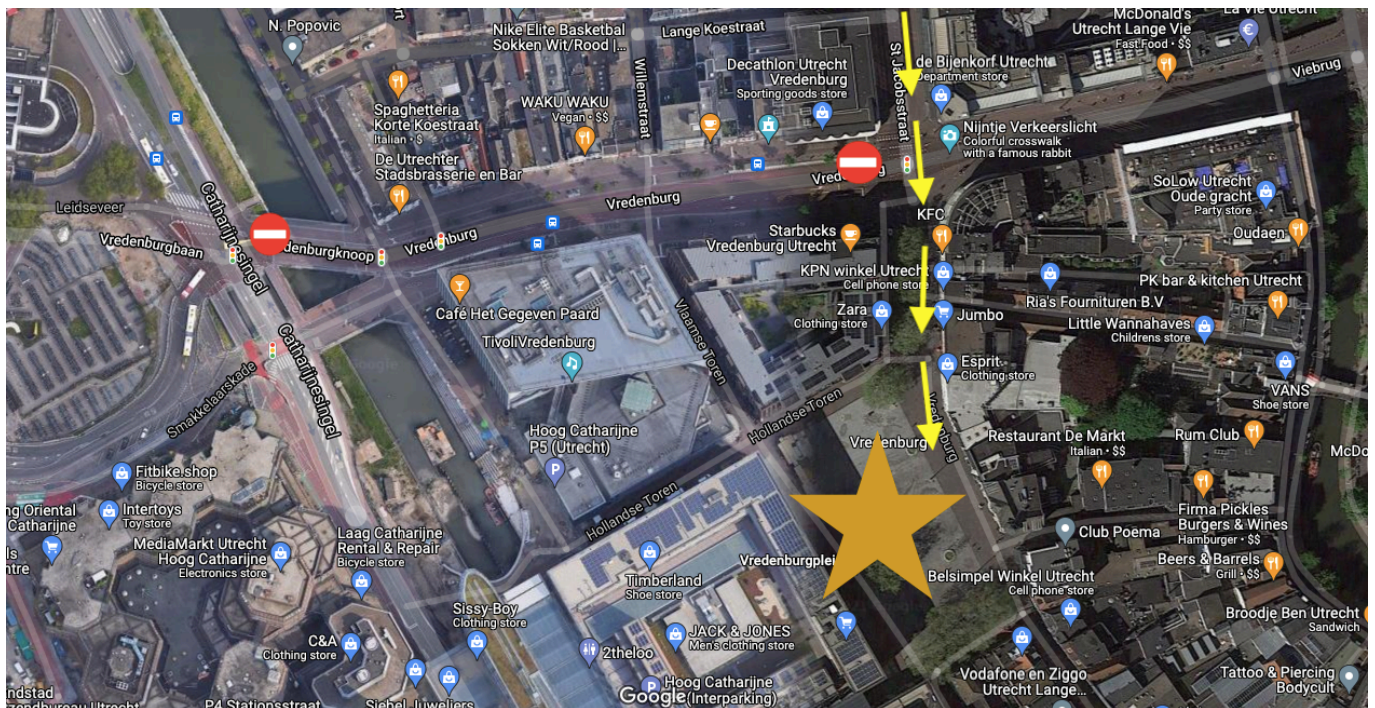 N. Popovic
Nike Elite Basketbal
Sokken Wit/Rood |...
Lange Koestraat
McDonald's
Utrecht Lange Vie
Fast Food • $$
La Vie Utrecht
Willemstraat
Decathlon Utrecht
Vredenburg
Sporting goods store
St Jacobsstraat
de Bijenkorf Utrecht
Department store
Viebrug
Spaghetteria
Korte Koestraat
Italian • $
WAKU WAKU
Vegan • $$
Nijntje Verkeerslicht
Colorful crosswalk
with a famous rabbit
De Utrechter
Stadsbrasserie en Bar
Leidseveer
Catharijnesingel
Vredenburg
SoLow Utrecht
Oude gracht
Party store
KFC
Oudaen
Vredenburgbaan
Vredenburg
Starbucks
Vredenburg Utrecht
KPN winkel Utrecht
Cell phone store
PK bar & kitchen Utrecht
Ria's Fournituren B.V
Café Het Gegeven Paard
Zara
Clothing store
Jumbo
Little Wannahaves
Childrens store
TivoliVredenburg
Vlaamse Toren
Catharijnesingel
Esprit
Clothing store
VANS
Shoe store
Smakkelaarskade
Hollandse Toren
Vredenburg
Vredenburg
Hoog Catharijne
P5 (Utrecht)
Restaurant De Markt
Italian • $$
Rum Club
McDo
Fitbike shop
Bicycle store
Intertoys
Toy store
ng Oriental
Catharijne
Hollandse Toren
Firma Pickles
Burgers & Wines
Hamburger • $$
Club Poema
MediaMarkt Utrecht
Hoog Catharijne
Electronics store
Laag Catharijne
Rental & Repair
Bicycle store
Vredenburgplei
Beers & Barrels
Grill • $$
Timberland
Shoe store
Belsimpel Winkel Utrecht
Cell phone store
Sissy-Boy
Clothing store
Broodje Ben Utrecht
Sandwich
C&A
Clothing store
JACK & JONES
Men's clothing store
2theloo
Google
Hoog Catharijne
(Interparking)
Vodafone en Ziggo
Utrecht Lange...
Tattoo & Piercing
Bodycult
P4 Stationsstraat
Siebel Juweliers